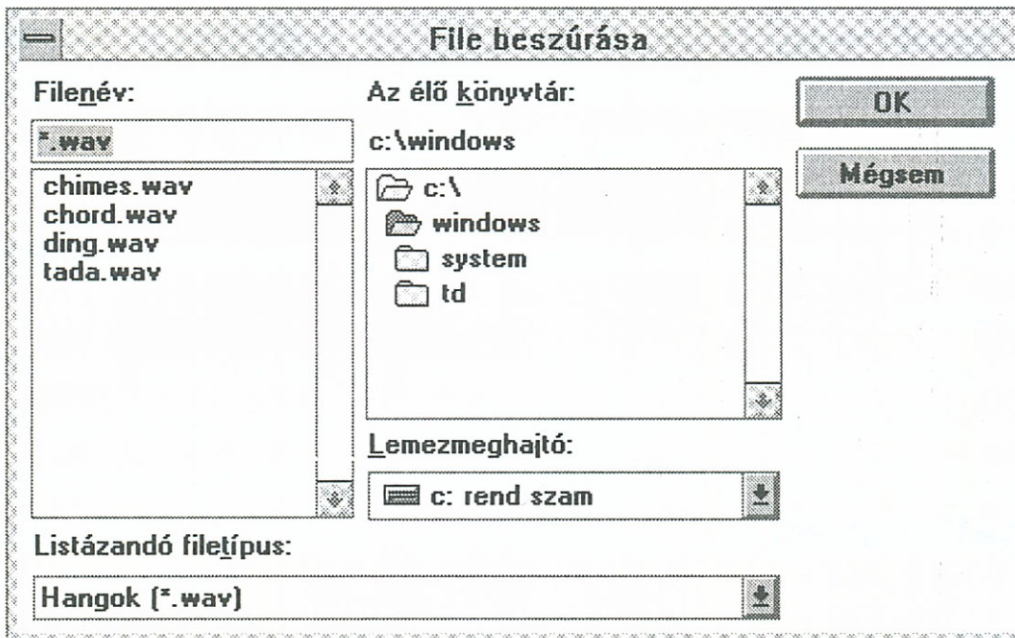 File beszúrása
Filenév:
*.wav
chimes.wav
chord.wav
ding.wav
tada.wav
Az élő könyvtár:
c:\windows
c:\
windows
system
td
Lemezmeghajtó:
c: rend szam
Listázandó filetípus:
Hangok (*.wav)
OK
Mégsem